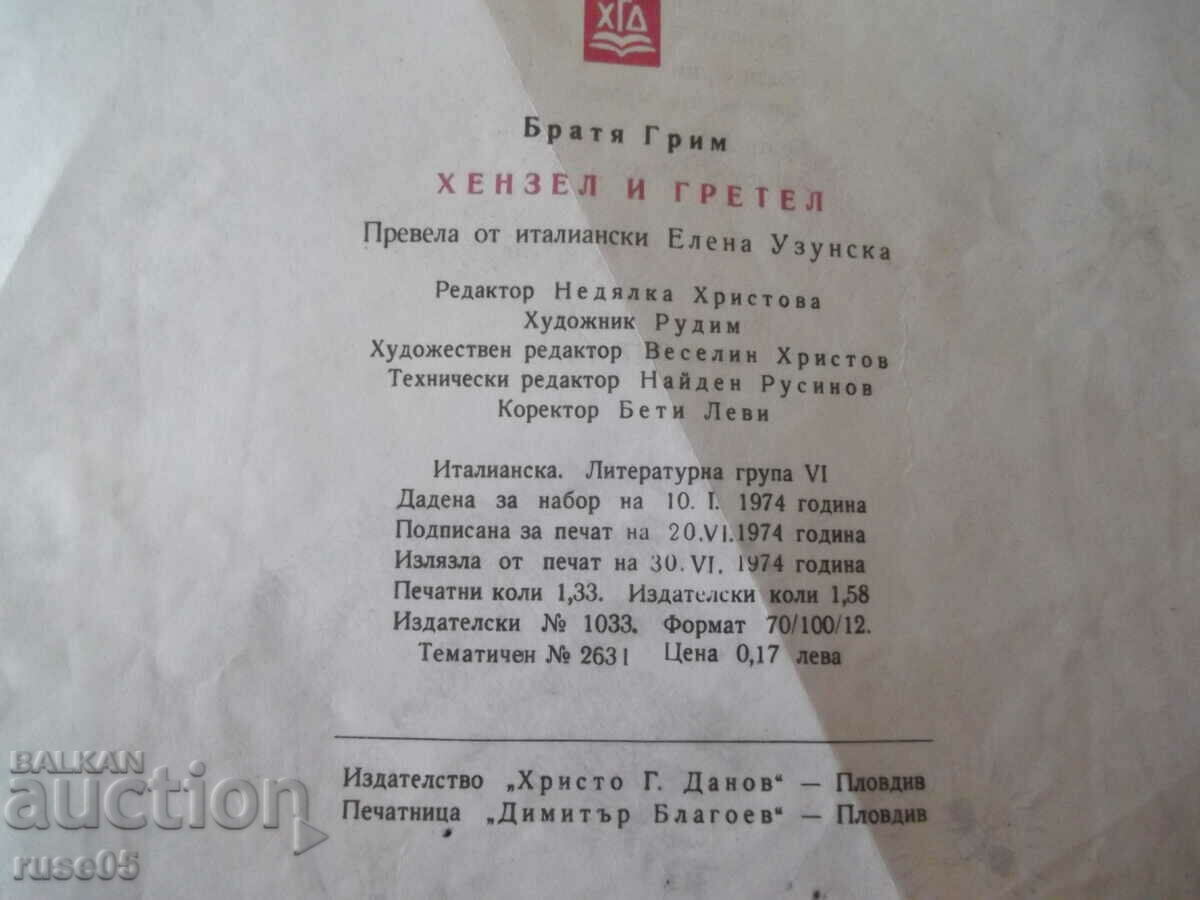 ХГД
Братя Грим
ХЕНЗЕЛ И ГРЕТЕЛ
Превела от италиански Елена Узунска
Редактор Недялка Христова
Художник Рудим
Художествен редактор Веселин Христов
Технически редактор Найден Русинов
Коректор Бети Леви
Италианска. Литературна група VI
Дадена за набор на 10. I. 1974 година
Подписана за печат на 20.VI.1974 година
Излязла от печат на 30.VI. 1974 година
Печатни коли 1,33. Издателски коли 1,58
Издателски № 1033. Формат 70/100/12.
Тематичен № 2631 Цена 0,17 лева
Издателство „Христо Г. Данов“ — Пловдив
Печатница „Димитър Благоев“ — Пловдив
BALKAN
auction
ruse05